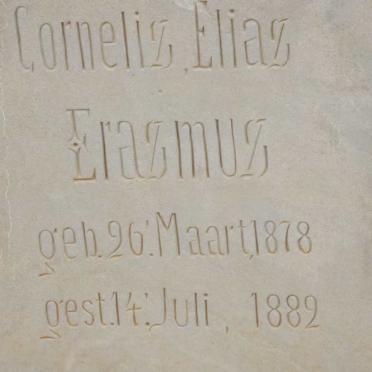 Cornelis, Elias
Erasmus
geb. 26. Maart, 1878
gest. 14. Juli, 1882